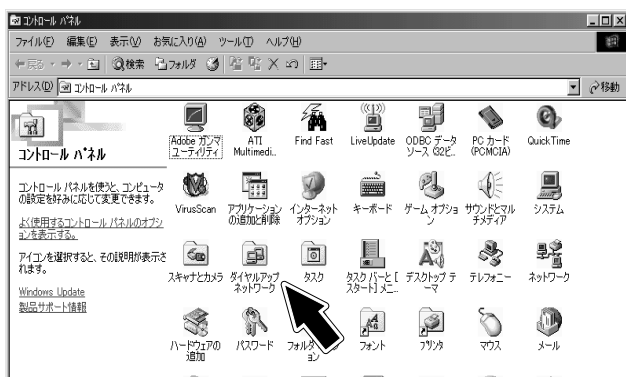 コントロール パネル
ファイル(F) 編集(E) 表示(V) お気に入り(A) ツール(T) ヘルプ(H)
戻る 検索 フォルダ
アドレス(D) コントロール パネル 移動
コントロール パネル
コントロール パネルを使うと、コンピュータ
の設定を好みに応じて変更できます。
よく使用するコントロール パネルのオプシ
ョンを表示する。
アイコンを選択すると、その説明が表示さ
れます。
Windows Update
製品サポート情報
Adobe ガンマ
ユーティリティ
ATI
Multimedi..
Find Fast
LiveUpdate
ODBC データ
ソース (32ビ..
PC カード
(PCMCIA)
QuickTime
VirusScan
アプリケーション
の追加と削除
インターネット
オプション
キーボード
ゲーム オプショ
ン
サウンドとマル
チメディア
システム
スキャナとカメラ
ダイヤルアップ
ネットワーク
タスク
タスク バーと [
スタート] メニ...
デスクトップ テ
ーマ
テレフォニー
ネットワーク
ハードウェアの
追加
パスワード
フォルダ
ョン
フォント
プリンタ
マウス
メール